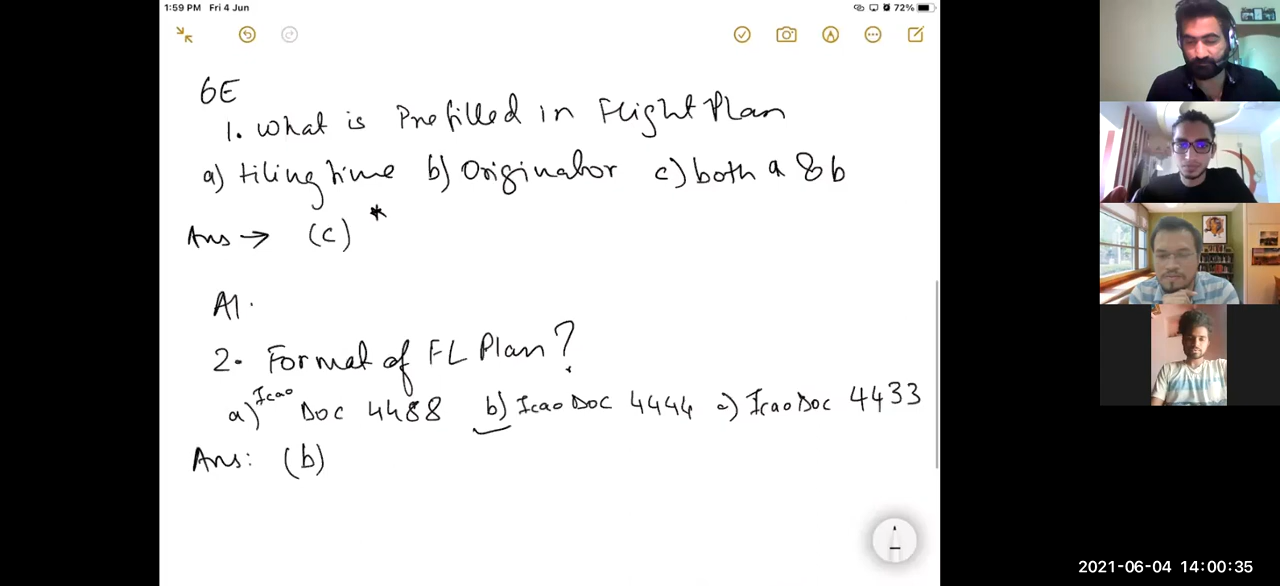 1:59 PM Fri 4 Jun
72%
6E
1. What is Prefilled in Flight Plan
a) filing time b) Originator c) both a & b
Ans → (c) *
A1.
2. Format of FL Plan?
a) Icao Doc 4488 b) Icao Doc 4444 c) Icao Doc 4433
Ans: (b)
2021-06-04 14:00:35